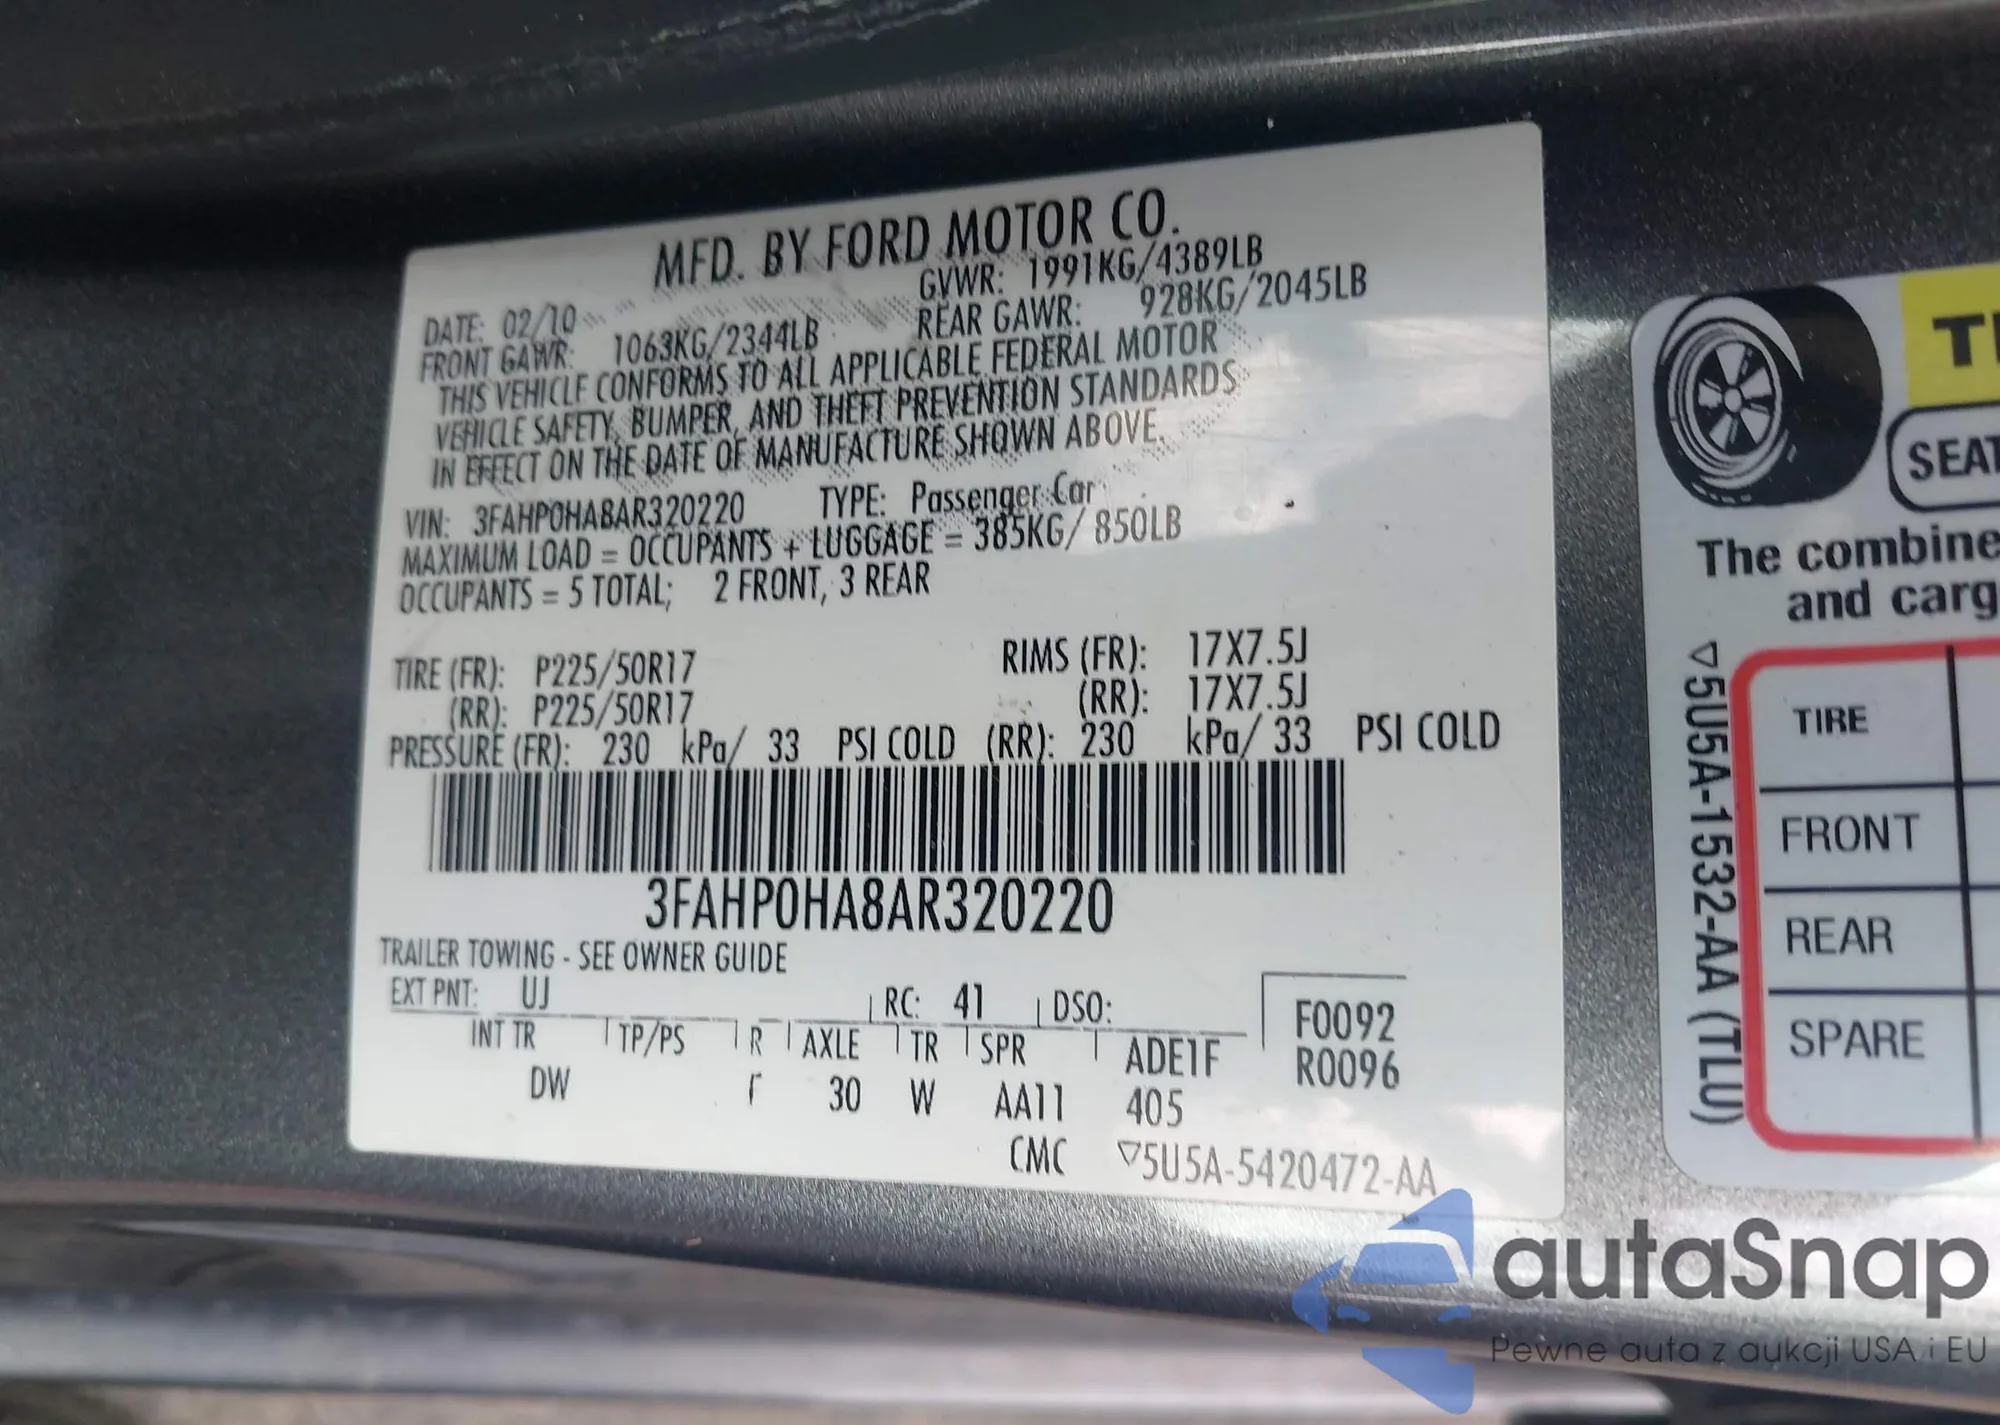 MFD. BY FORD MOTOR CO.
DATE: 02/10 GVWR: 1991KG/4389LB
FRONT GAWR: 1063KG/2344LB REAR GAWR: 928KG/2045LB
THIS VEHICLE CONFORMS TO ALL APPLICABLE FEDERAL MOTOR
VEHICLE SAFETY, BUMPER, AND THEFT PREVENTION STANDARDS
IN EFFECT ON THE DATE OF MANUFACTURE SHOWN ABOVE.
VIN: 3FAHP0HA8AR320220 TYPE: Passenger Car
MAXIMUM LOAD = OCCUPANTS + LUGGAGE = 385KG/ 850LB
OCCUPANTS = 5 TOTAL; 2 FRONT, 3 REAR
TIRE (FR): P225/50R17 RIMS (FR): 17X7.5J
(RR): P225/50R17 (RR): 17X7.5J
PRESSURE (FR): 230 kPa/ 33 PSI COLD (RR): 230 kPa/ 33 PSI COLD
3FAHP0HA8AR320220
TRAILER TOWING - SEE OWNER GUIDE
EXT PNT: UJ RC: 41 DSO:
INT TR TP/PS R AXLE TR SPR ADE1F
DW 30 W AA11 405
F0092
R0096
CMC ▽5U5A-5420472-AA
SEAT
The combine
and carg
▽5U5A-1532-AA (TLU)
TIRE
FRONT
REAR
SPARE
autaSnap
Pewne auta z aukcji USA i EU